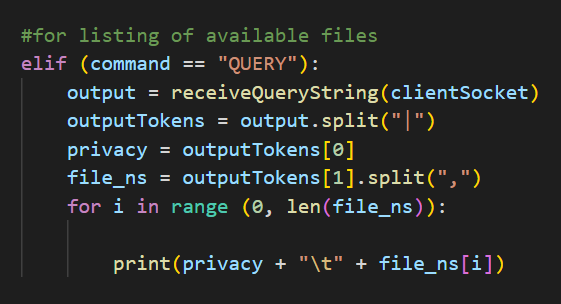 #for listing of available files
elif (command == "QUERY"):
    output = receiveQueryString(clientSocket)
    outputTokens = output.split("|")
    privacy = outputTokens[0]
    file_ns = outputTokens[1].split(",")
    for i in range (0, len(file_ns)):
        print(privacy + "\t" + file_ns[i])